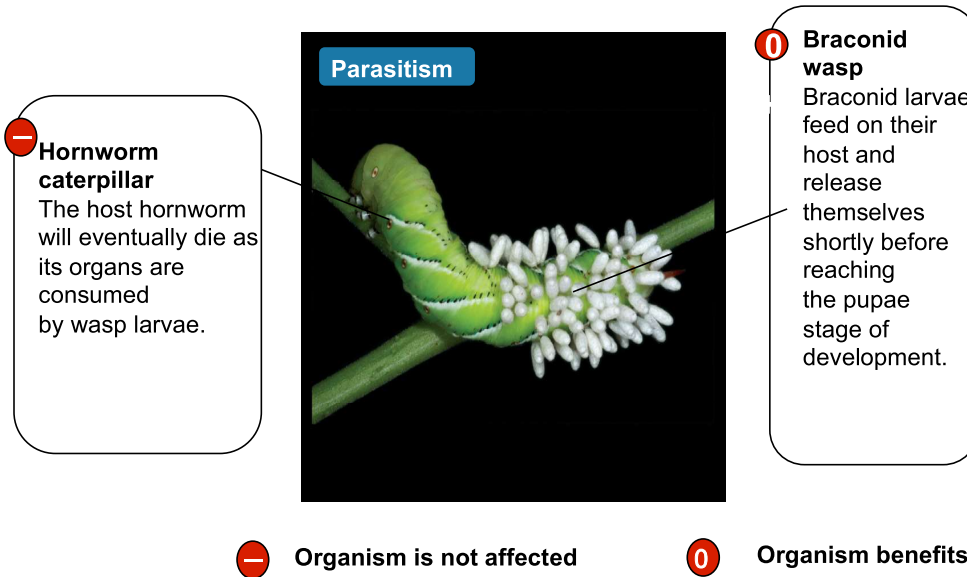 Parasitism
–
Hornworm
caterpillar
The host hornworm
will eventually die as
its organs are
consumed
by wasp larvae.
0
Braconid
wasp
Braconid larvae
feed on their
host and
release
themselves
shortly before
reaching
the pupae
stage of
development.
– Organism is not affected
0 Organism benefits